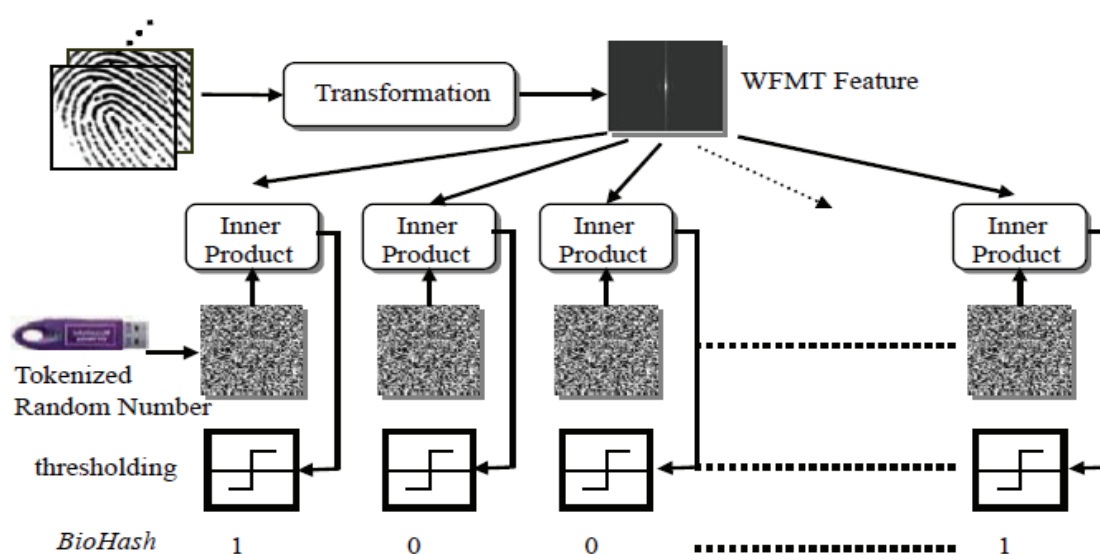 Transformation
WFMT Feature
Inner Product
Inner Product
Inner Product
Inner Product
Tokenized
Random Number
thresholding
BioHash 1 0 0 1